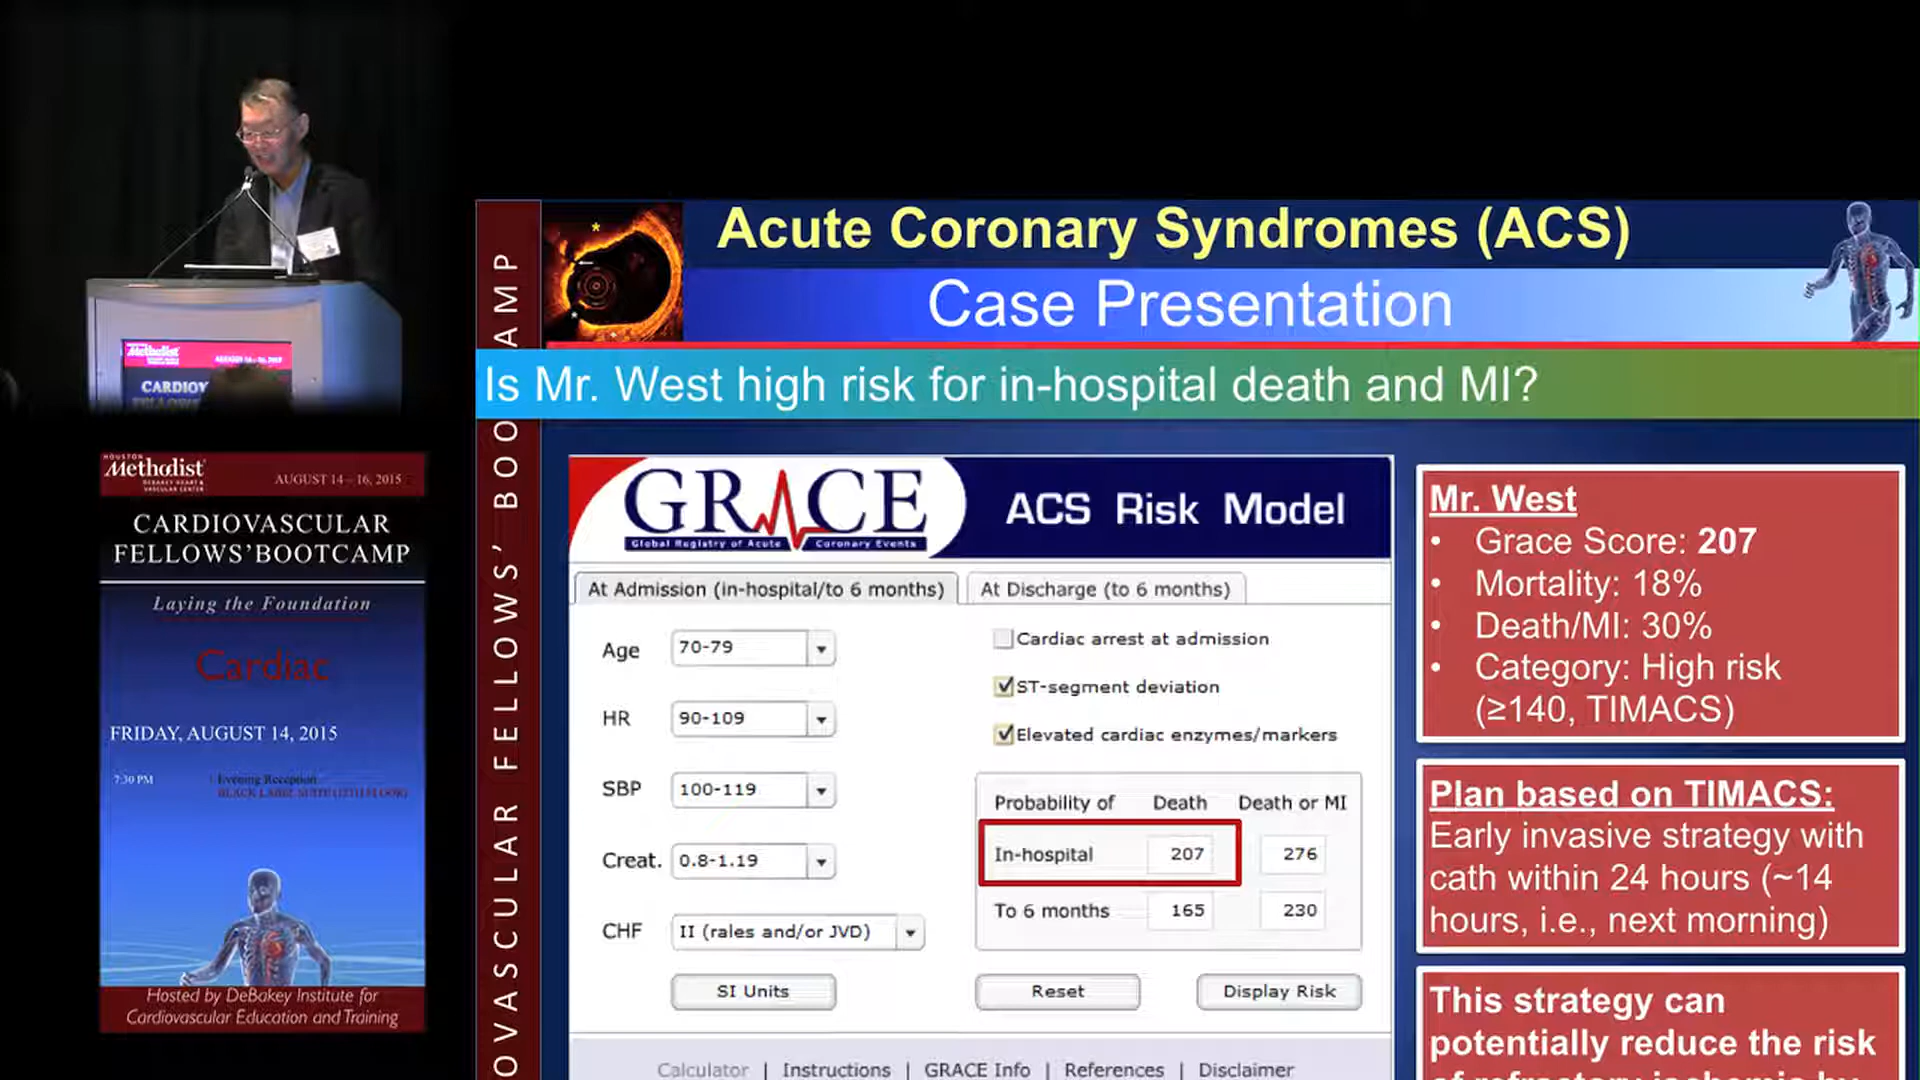 Methodist
CARDIOV
HOUSTON
Methodist
DEBAKEY HEART &
VASCULAR CENTER
AUGUST 14 – 16, 2015
CARDIOVASCULAR
FELLOWS’BOOTCAMP
Laying the Foundation
Cardiac
FRIDAY, AUGUST 14, 2015
7:30 PM
Evening Reception
BLACK LABEL SUITE (12TH FLOOR)
Hosted by DeBakey Institute for
Cardiovascular Education and Training
OVASCULAR FELLOWS’ BOO AMP
Acute Coronary Syndromes (ACS)
Case Presentation
Is Mr. West high risk for in-hospital death and MI?
GRACE
Global Registry of Acute Coronary Events
ACS Risk Model
At Admission (in-hospital/to 6 months)
At Discharge (to 6 months)
Age 70-79
HR 90-109
SBP 100-119
Creat. 0.8-1.19
CHF II (rales and/or JVD)
SI Units
Cardiac arrest at admission
ST-segment deviation
Elevated cardiac enzymes/markers
Probability of Death Death or MI
In-hospital 207 276
To 6 months 165 230
Reset Display Risk
Calculator | Instructions | GRACE Info | References | Disclaimer
Mr. West
• Grace Score: 207
• Mortality: 18%
• Death/MI: 30%
• Category: High risk
(≥140, TIMACS)
Plan based on TIMACS:
Early invasive strategy with
cath within 24 hours (~14
hours, i.e., next morning)
This strategy can
potentially reduce the risk
of refractory ischemia by